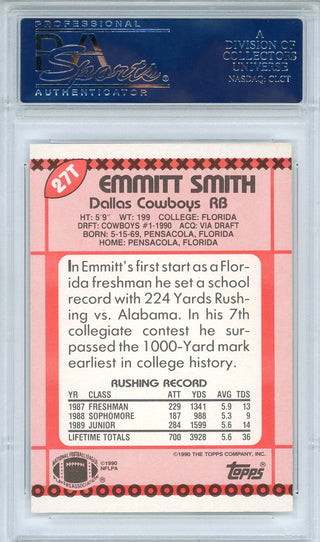 PROFESSIONAL
PSA
Sports
AUTHENTICATOR
A
DIVISION OF
COLLECTORS
UNIVERSE
NASDAQ: CLCT
27T
EMMITT SMITH
Dallas Cowboys RB
HT: 5'9" WT: 199 COLLEGE: FLORIDA
DRFT: COWBOYS #1-1990 ACQ: VIA DRAFT
BORN: 5-15-69, PENSACOLA, FLORIDA
HOME: PENSACOLA, FLORIDA
In Emmitt's first start as a Flor-
ida freshman he set a school
record with 224 Yards Rush-
ing vs. Alabama. In his 7th
collegiate contest he sur-
passed the 1000-Yard mark
earliest in college history.
RUSHING RECORD
YR CLASS ATT YDS AVG TDS
1987 FRESHMAN 229 1341 5.9 13
1988 SOPHOMORE 187 988 5.3 9
1989 JUNIOR 284 1599 5.6 14
LIFETIME TOTALS 700 3928 5.6 36
©1990 THE TOPPS COMPANY, INC.
©1990
NFLPA
TOPPS